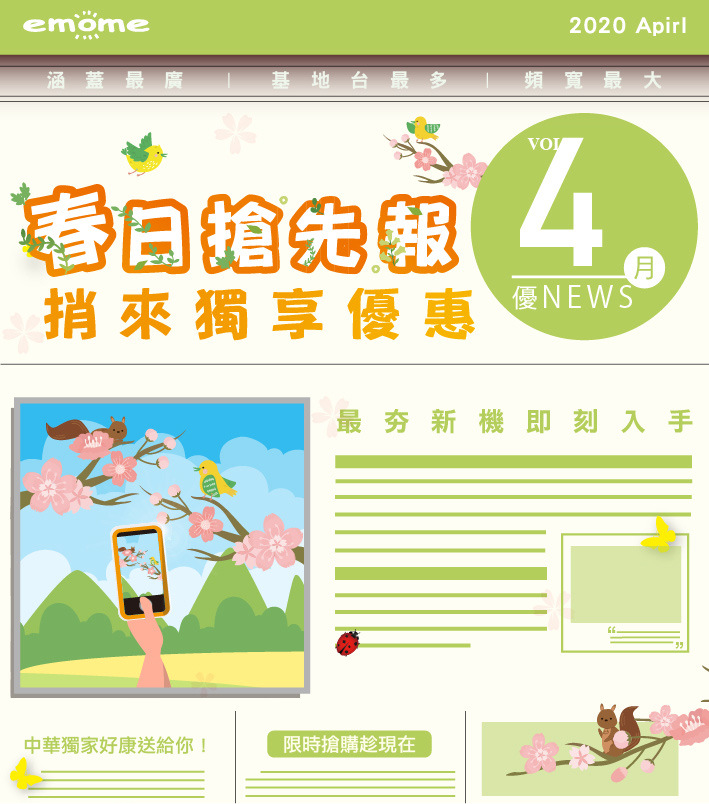 emome
2020 Apirl
涵蓋最廣 | 基地台最多 | 頻寬最大
VOL
4
月
優NEWS
春日搶先報
捎來獨享優惠
最夯新機即刻入手
中華獨家好康送給你！
限時搶購趁現在